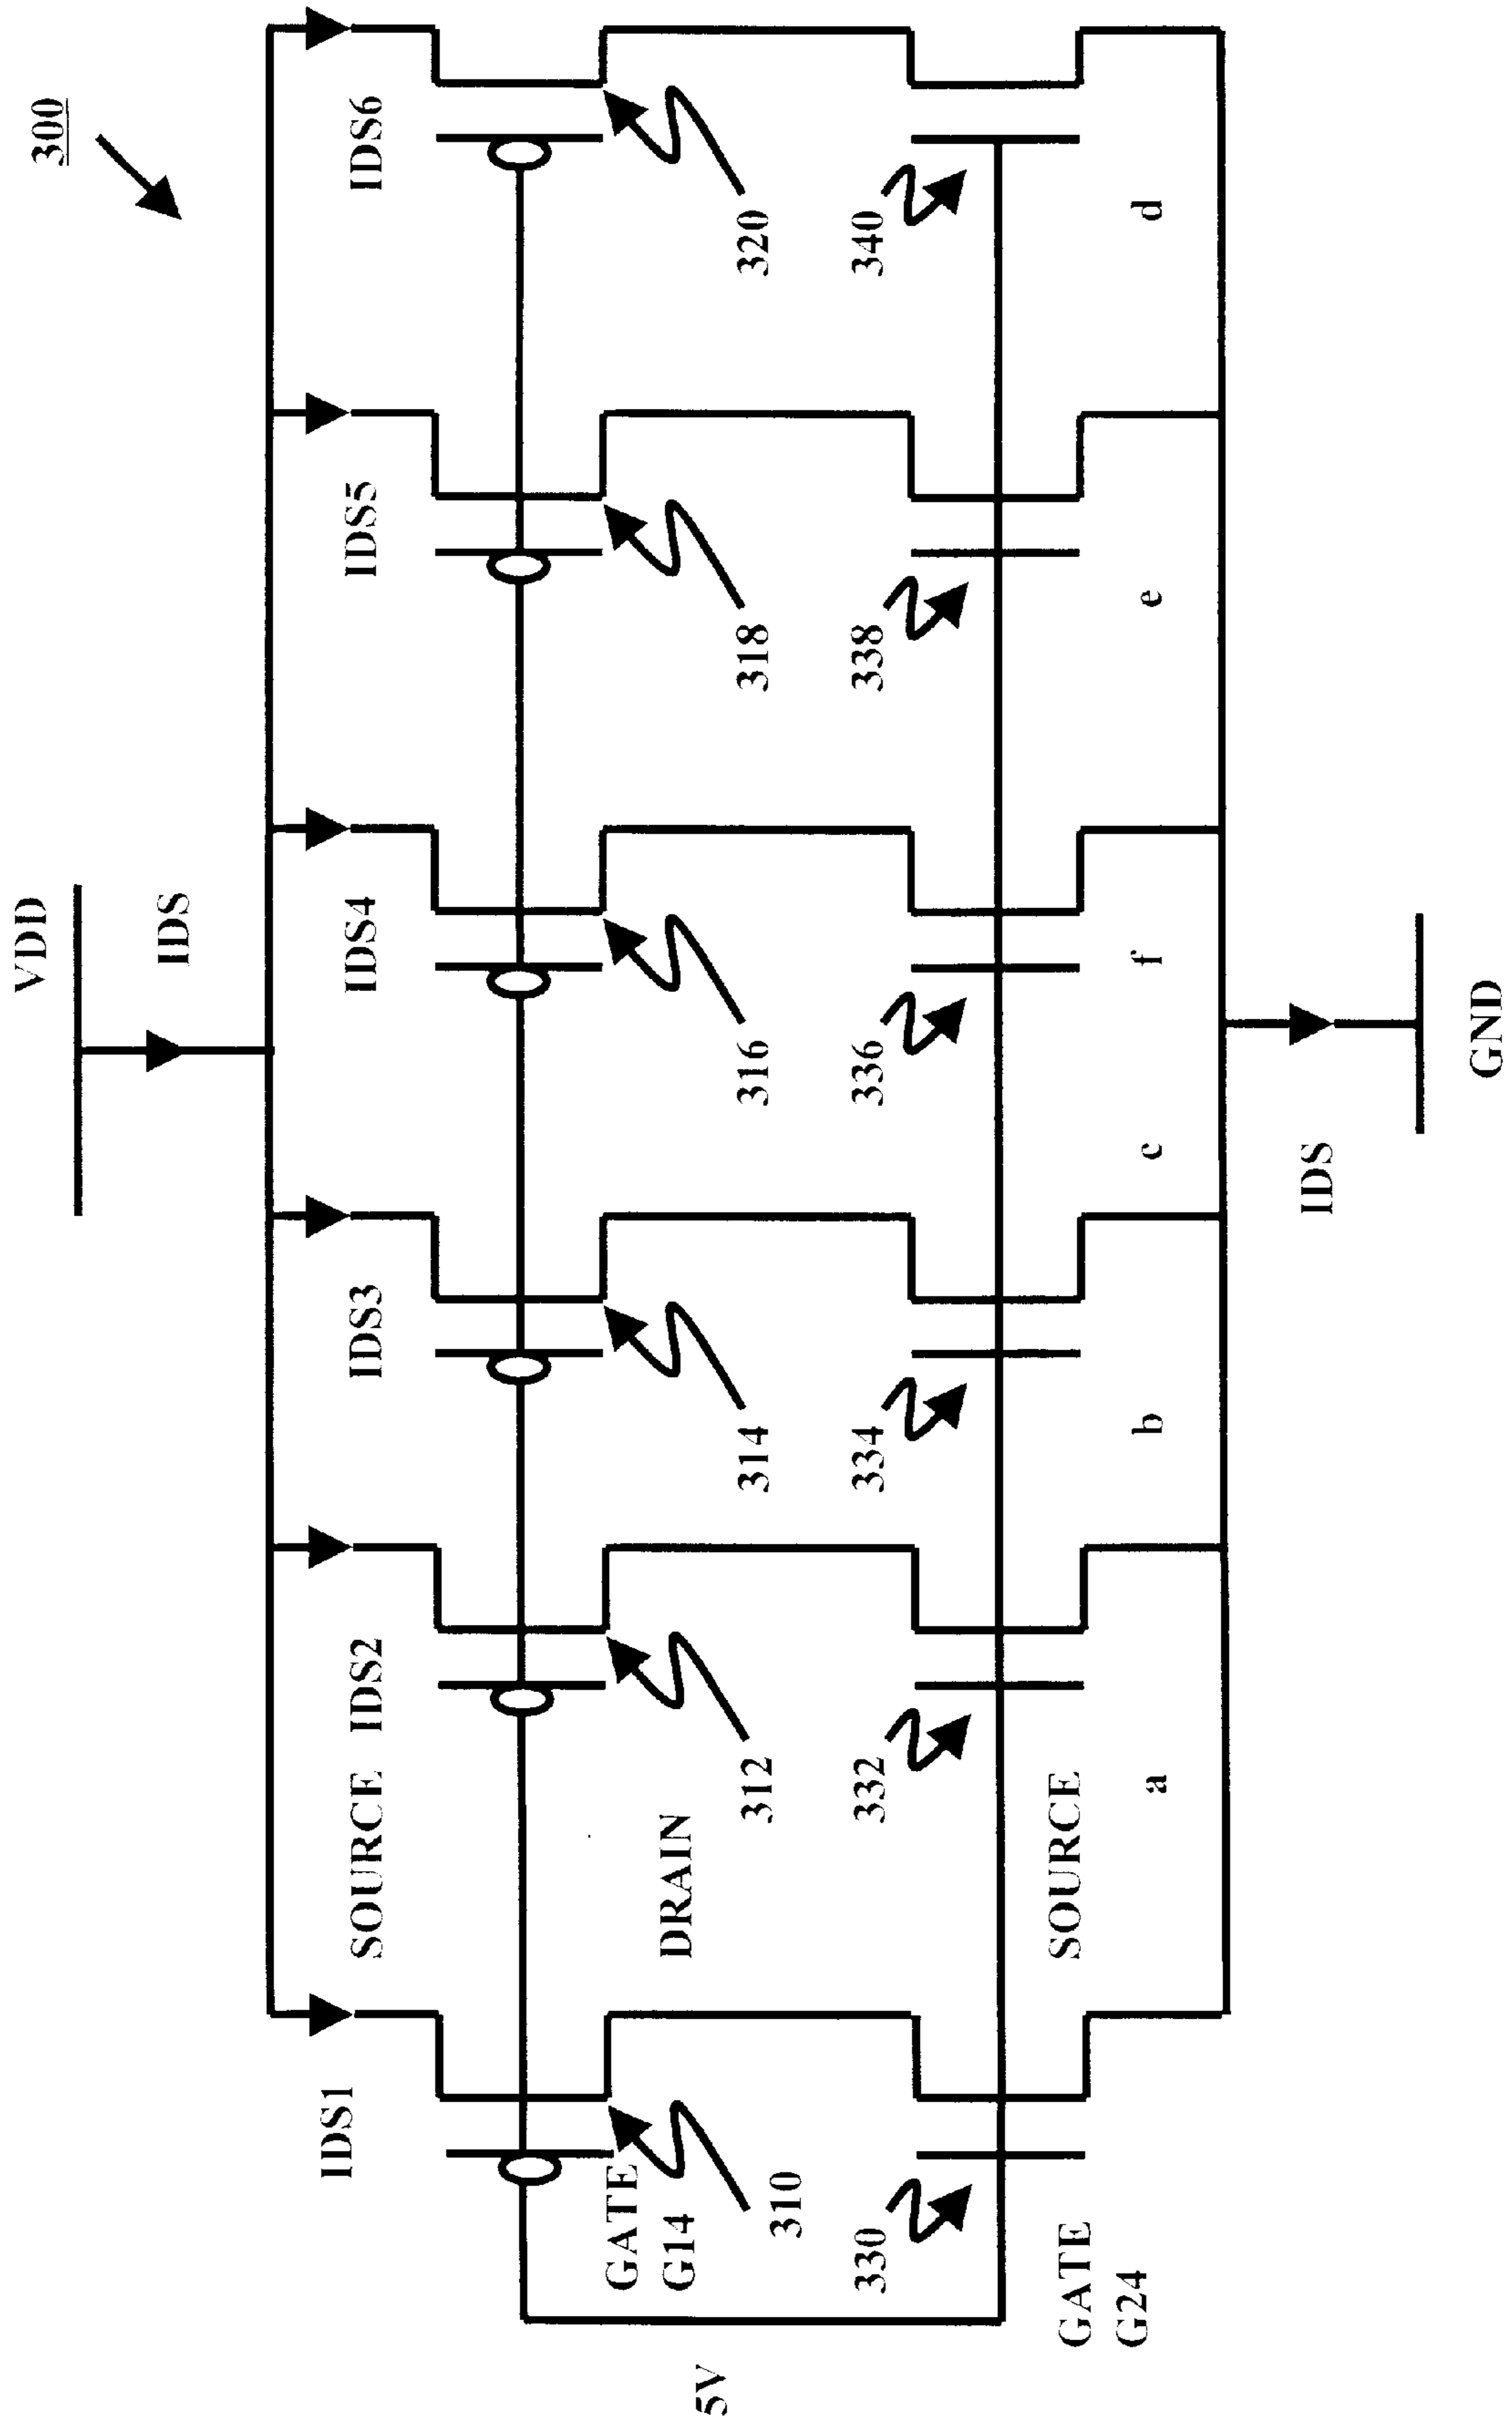 300
VDD
IDS
IDS1
SOURCE IDS2
IDS3
IDS4
IDS5
IDS6
GATE
G14
DRAIN
310
312
314
316
318
320
5V
330
332
334
336
338
340
GATE
G24
SOURCE
a
b
c
f
e
d
IDS
GND